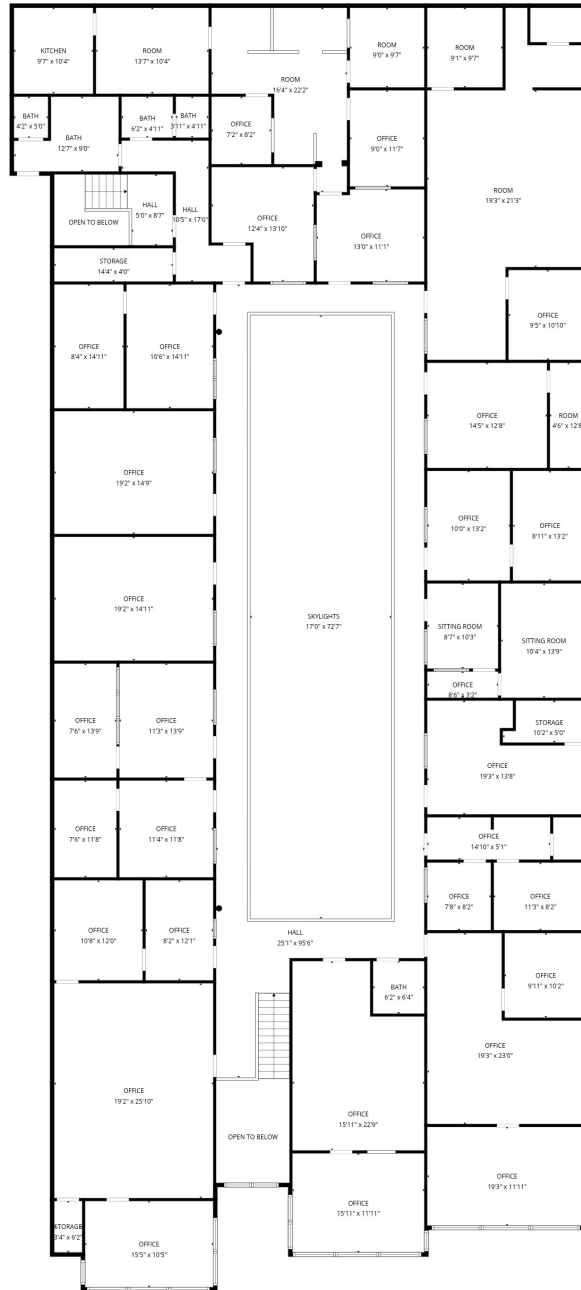 KITCHEN
9'7" x 10'4"
ROOM
13'7" x 10'4"
ROOM
16'4" x 22'2"
ROOM
9'0" x 9'7"
ROOM
9'1" x 9'7"
BATH
4'2" x 5'0"
BATH
12'7" x 9'0"
BATH
6'2" x 4'11"
BATH
3'11" x 4'11"
OFFICE
7'2" x 8'2"
OFFICE
9'0" x 11'7"
ROOM
19'3" x 21'3"
HALL
5'0" x 8'7"
HALL
10'5" x 17'0"
OPEN TO BELOW
OFFICE
12'4" x 13'10"
OFFICE
13'0" x 11'1"
STORAGE
14'4" x 4'0"
OFFICE
9'5" x 10'10"
OFFICE
8'4" x 14'11"
OFFICE
10'6" x 14'11"
OFFICE
14'5" x 12'8"
ROOM
4'6" x 12'8
OFFICE
19'2" x 14'9"
OFFICE
10'0" x 13'2"
OFFICE
8'11" x 13'2"
OFFICE
19'2" x 14'11"
SKYLIGHTS
17'0" x 72'7"
SITTING ROOM
8'7" x 10'3"
SITTING ROOM
10'4" x 13'9"
OFFICE
8'6" x 3'2"
OFFICE
7'6" x 13'9"
OFFICE
11'3" x 13'9"
STORAGE
10'2" x 5'0"
OFFICE
19'3" x 13'8"
OFFICE
7'6" x 11'8"
OFFICE
11'4" x 11'8"
OFFICE
14'10" x 5'1"
OFFICE
7'8" x 8'2"
OFFICE
11'3" x 8'2"
OFFICE
10'8" x 12'0"
OFFICE
8'2" x 12'1"
HALL
25'1" x 95'6"
OFFICE
9'11" x 10'2"
BATH
6'2" x 6'4"
OFFICE
19'3" x 23'0"
OFFICE
19'2" x 25'10"
OFFICE
15'11" x 22'9"
OPEN TO BELOW
OFFICE
19'3" x 11'11"
OFFICE
15'11" x 11'11"
STORAGE
3'4" x 6'2"
OFFICE
15'5" x 10'5"